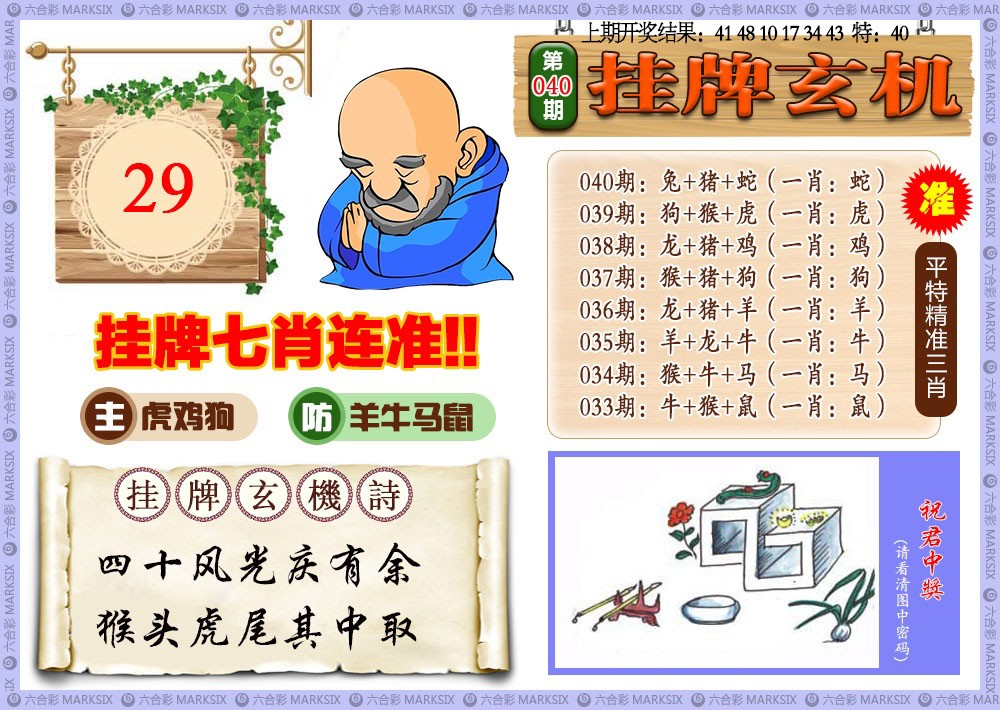 六合彩 MARKSIX
上期开奖结果：41 48 10 17 34 43 特：40
第
040
期
挂牌玄机
29
040期：兔+猪+蛇（一肖：蛇）
039期：狗+猴+虎（一肖：虎）
038期：龙+猪+鸡（一肖：鸡）
037期：猴+猪+狗（一肖：狗）
036期：龙+猪+羊（一肖：羊）
035期：羊+龙+牛（一肖：牛）
034期：猴+牛+马（一肖：马）
033期：牛+猴+鼠（一肖：鼠）
准
平特精准三肖
挂牌七肖连准!!
主 虎鸡狗
防 羊牛马鼠
挂牌玄機詩
四十风光庆有余
猴头虎尾其中取
祝君中獎
（请看清图中密码）